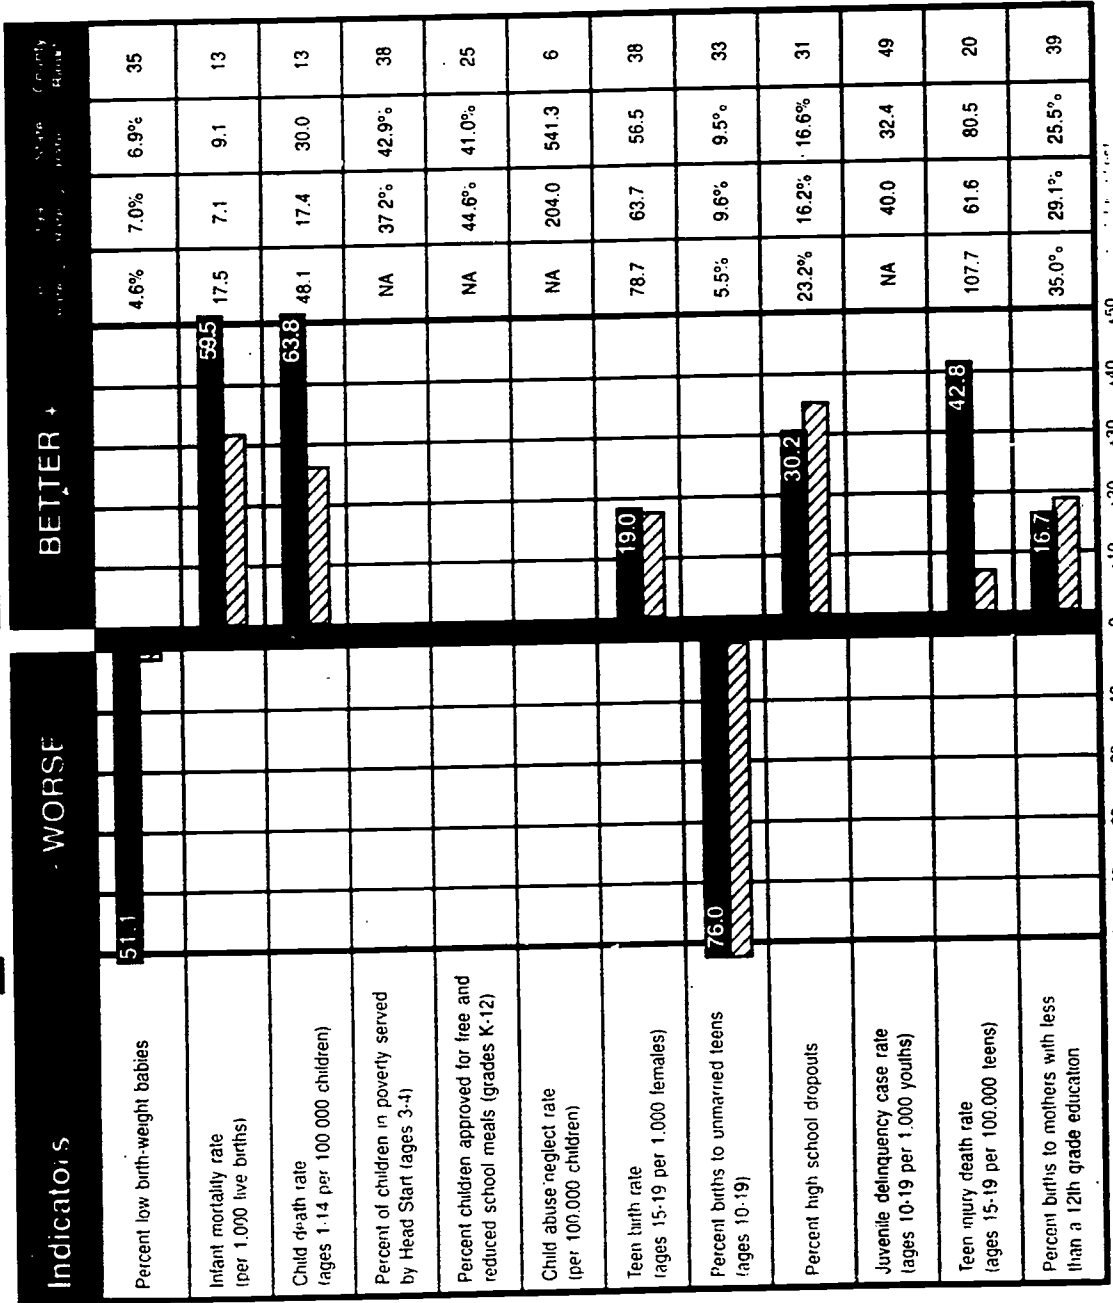 Indicators - WORSE BETTER +
State County
Rank*
Percent low birth-weight babies 51.1 4.6% 7.0% 6.9% 35
Infant mortality rate
(per 1.000 live births) 59.5 17.5 7.1 9.1 13
Child death rate
(ages 1-14 per 100 000 children) 63.8 48.1 17.4 30.0 13
Percent of children in poverty served
by Head Start (ages 3-4) NA 37 2% 42.9% 38
Percent children approved for free and
reduced school meals (grades K-12) NA 44.6% 41.0% 25
Child abuse/neglect rate
(per 100,000 children) NA 204.0 541.3 6
Teen birth rate
(ages 15-19 per 1.000 females) 19.0 78.7 63.7 56.5 38
Percent births to unmarried teens
(ages 10-19) 76.0 5.5% 9.6% 9.5% 33
Percent high school dropouts 30.2 23.2% 16.2% 16.6% 31
Juvenile delinquency case rate
(ages 10-19 per 1.000 youths) NA 40.0 32.4 49
Teen injury death rate
(ages 15-19 per 100.000 teens) 42.8 107.7 61.6 80.5 20
Percent births to mothers with less
than a 12th grade education 16.7 35.0% 29.1% 25.5% 39
0 +10 +20 +30 +40 +50